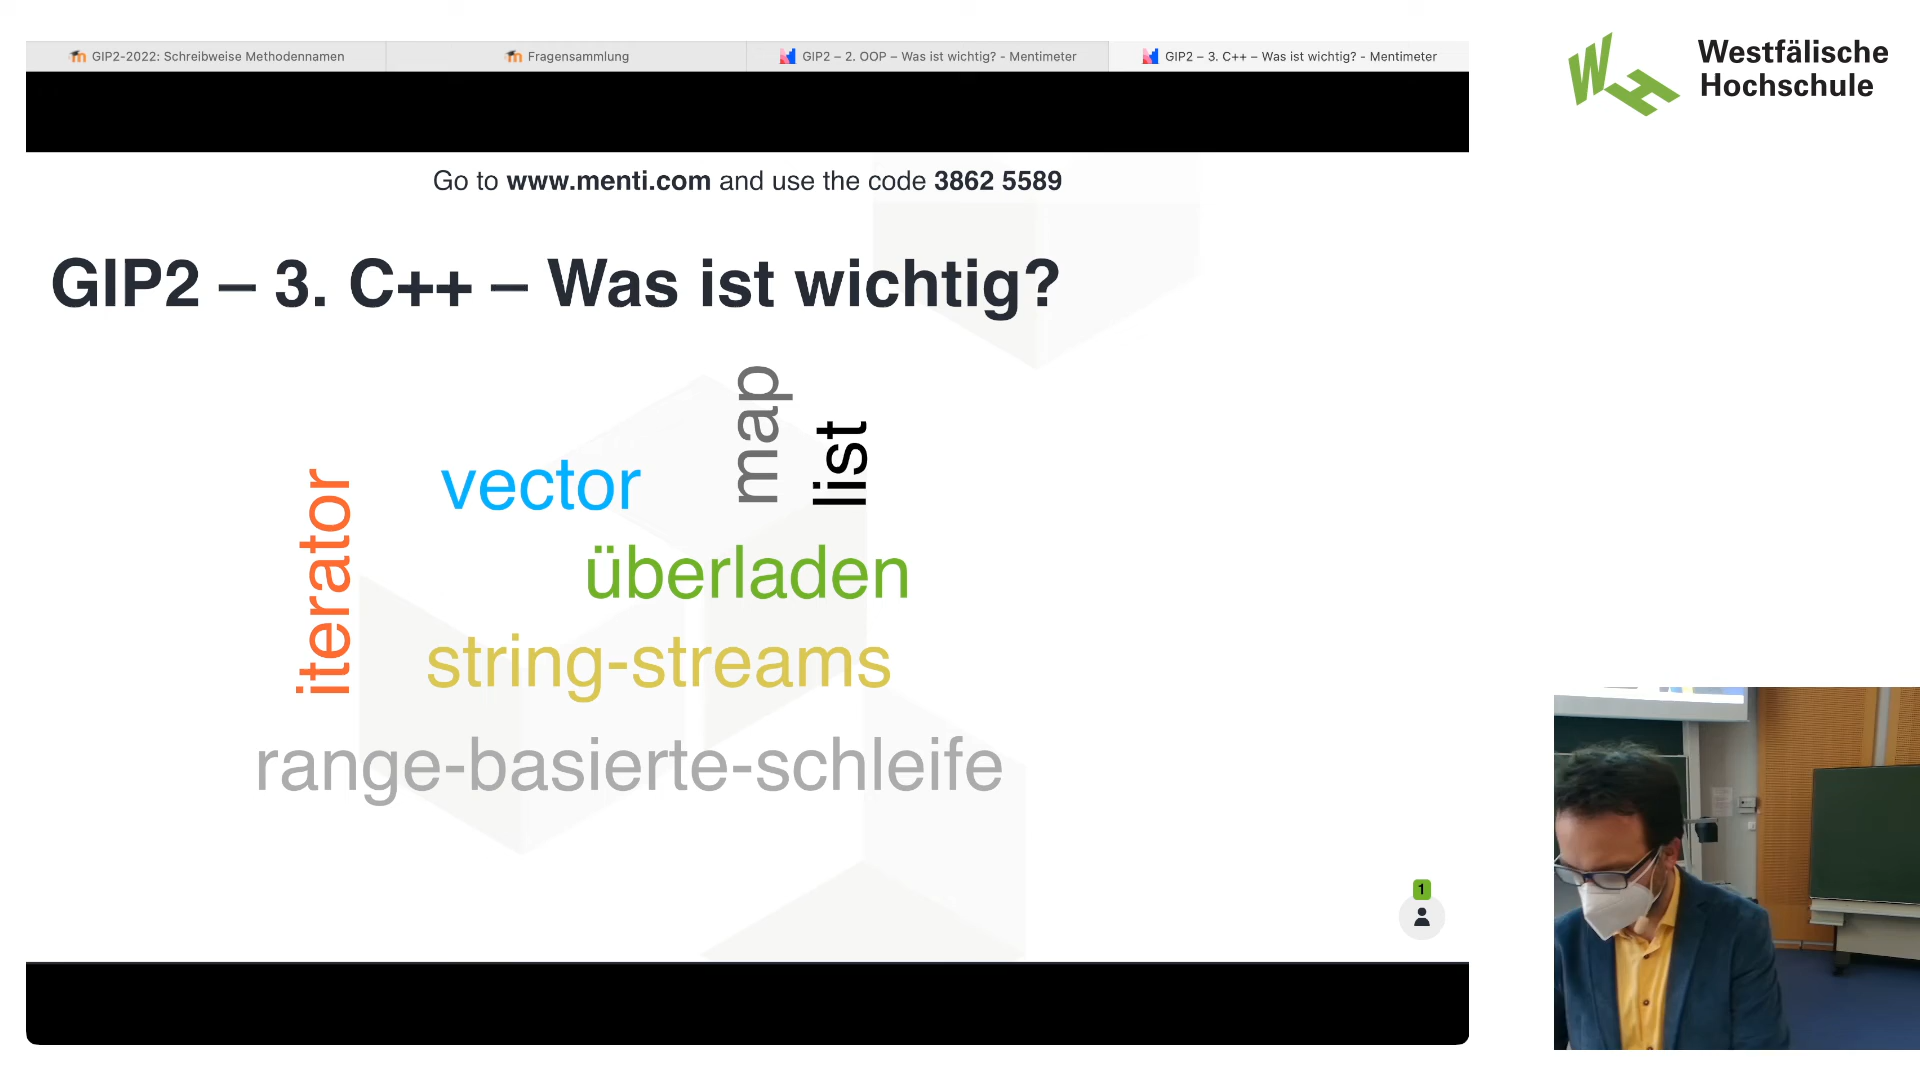 GIP2-2022: Schreibweise Methodennamen
Fragensammlung
GIP2 – 2. OOP – Was ist wichtig? - Mentimeter
GIP2 – 3. C++ – Was ist wichtig? - Mentimeter
Westfälische
Hochschule
Go to www.menti.com and use the code 3862 5589
GIP2 – 3. C++ – Was ist wichtig?
map
list
vector
iterator
überladen
string-streams
range-basierte-schleife
1